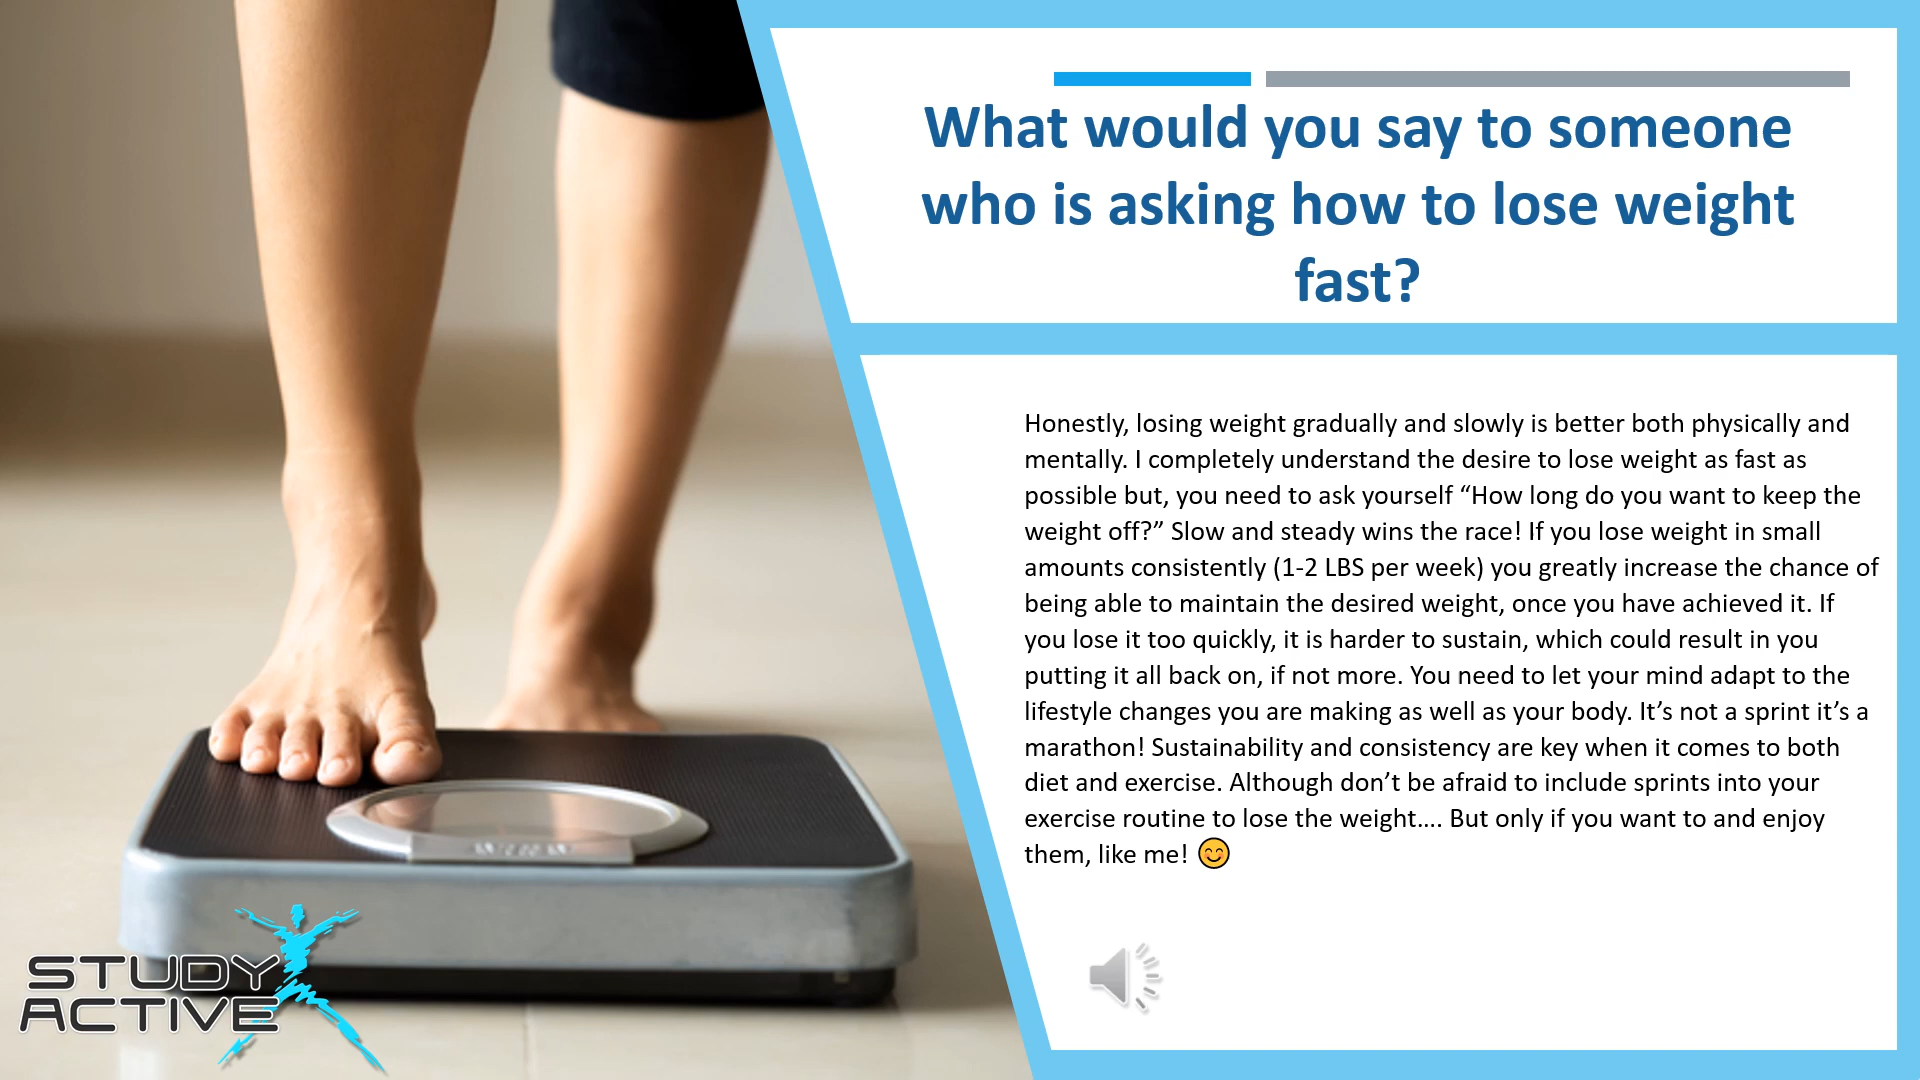 What would you say to someone
who is asking how to lose weight
fast?
Honestly, losing weight gradually and slowly is better both physically and
mentally. I completely understand the desire to lose weight as fast as
possible but, you need to ask yourself “How long do you want to keep the
weight off?” Slow and steady wins the race! If you lose weight in small
amounts consistently (1-2 LBS per week) you greatly increase the chance of
being able to maintain the desired weight, once you have achieved it. If
you lose it too quickly, it is harder to sustain, which could result in you
putting it all back on, if not more. You need to let your mind adapt to the
lifestyle changes you are making as well as your body. It’s not a sprint it’s a
marathon! Sustainability and consistency are key when it comes to both
diet and exercise. Although don’t be afraid to include sprints into your
exercise routine to lose the weight…. But only if you want to and enjoy
them, like me! 😊
STUDY
ACTIVE